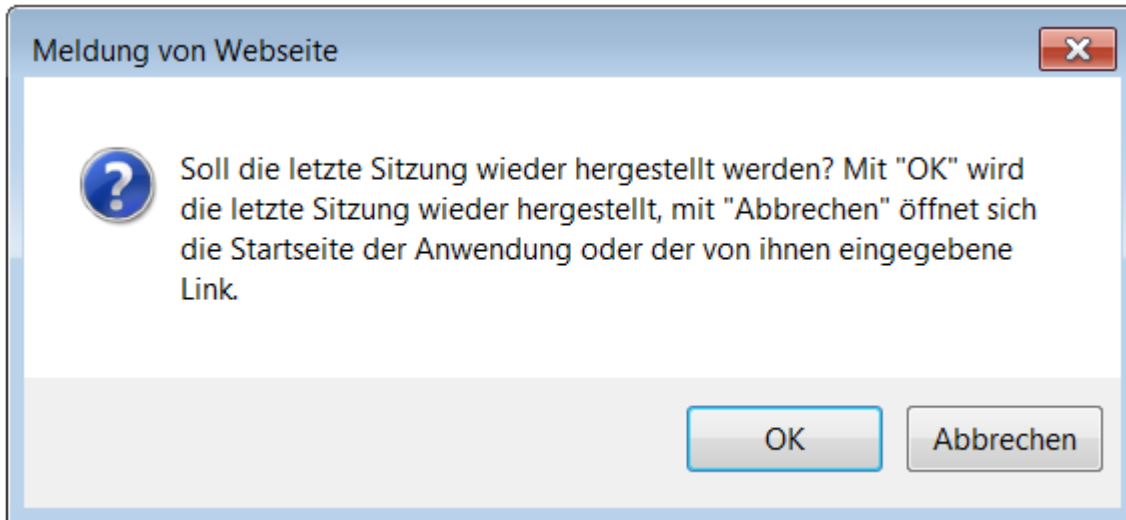 Meldung von Webseite
Soll die letzte Sitzung wieder hergestellt werden? Mit "OK" wird
die letzte Sitzung wieder hergestellt, mit "Abbrechen" öffnet sich
die Startseite der Anwendung oder der von ihnen eingegebene
Link.
OK
Abbrechen